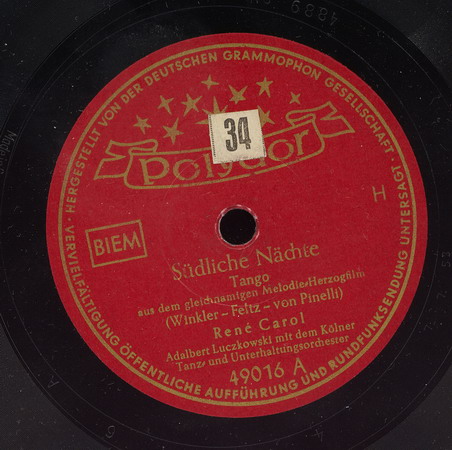 HERGESTELLT VON DER DEUTSCHEN GRAMMOPHON GESELLSCHAFT · VERVIELFÄLTIGUNG ÖFFENTLICHE AUFFÜHRUNG UND RUNDFUNKSENDUNG UNTERSAGT ·
34
polydor
H
BIEM
Südliche Nächte
Tango
aus dem gleichnamigen Melodie-Herzogfilm
(Winkler - Feltz - von Pinelli)
René Carol
Adalbert Luczkowski mit dem Kölner
Tanz- und Unterhaltungsorchester
49016 A